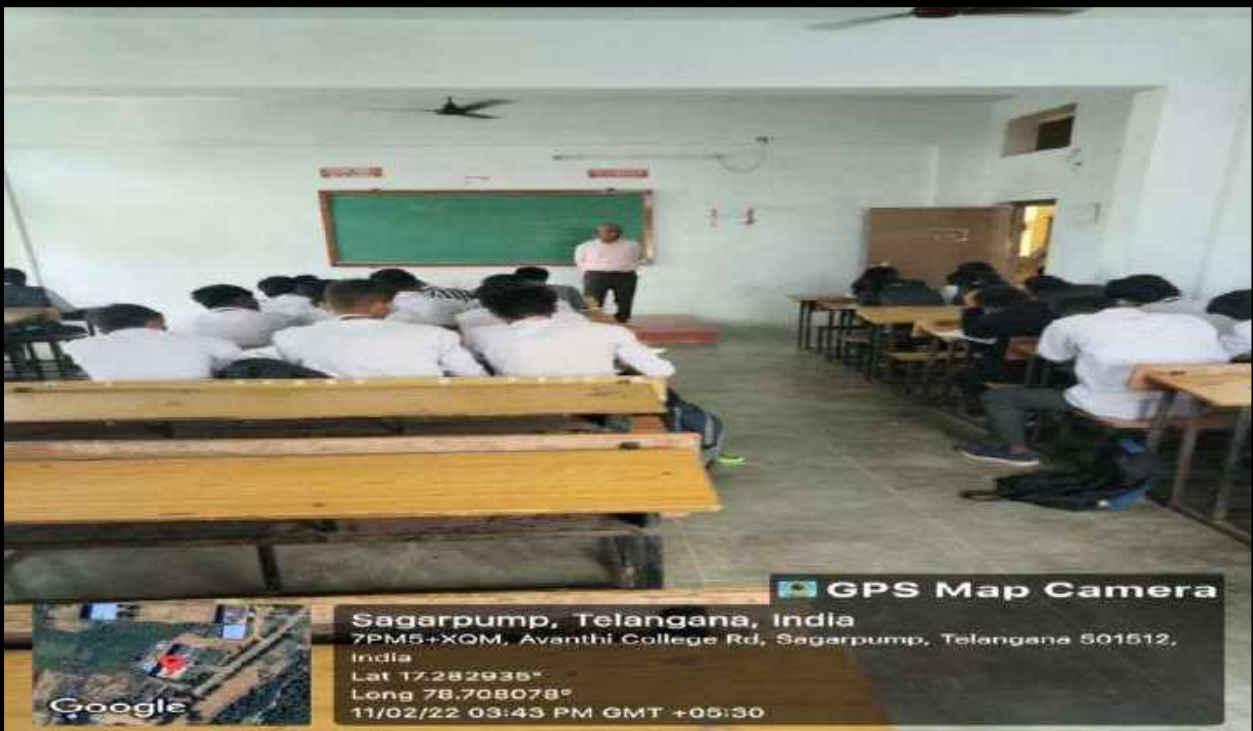 GPS Map Camera
Sagarpump, Telangana, India
7PM5+XQM, Avanthi College Rd, Sagarpump, Telangana 501512,
India
Lat 17.282935°
Long 78.708078°
11/02/22 03:43 PM GMT +05:30
Google